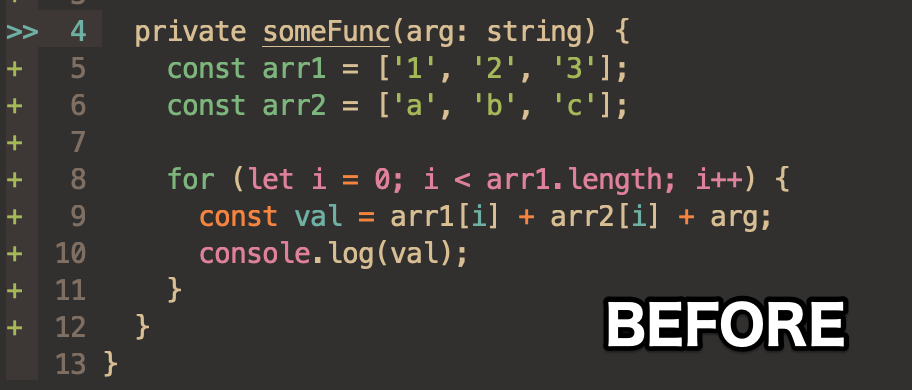 3
>> 4 private someFunc(arg: string) {
+ 5 const arr1 = ['1', '2', '3'];
+ 6 const arr2 = ['a', 'b', 'c'];
+ 7
+ 8 for (let i = 0; i < arr1.length; i++) {
+ 9 const val = arr1[i] + arr2[i] + arg;
+ 10 console.log(val);
+ 11 }
+ 12 }
13 }
BEFORE